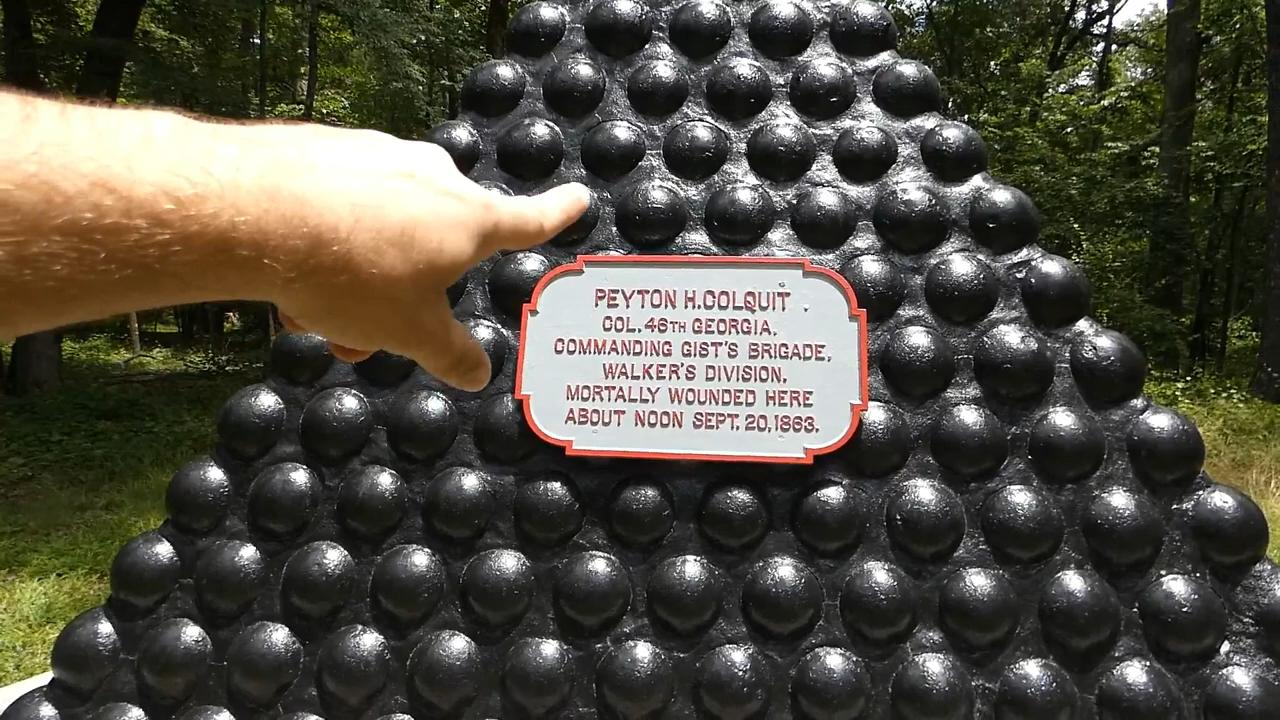 PEYTON H. COLQUIT.
COL. 46TH GEORGIA,
COMMANDING GIST'S BRIGADE,
WALKER'S DIVISION,
MORTALLY WOUNDED HERE
ABOUT NOON SEPT. 20, 1863.